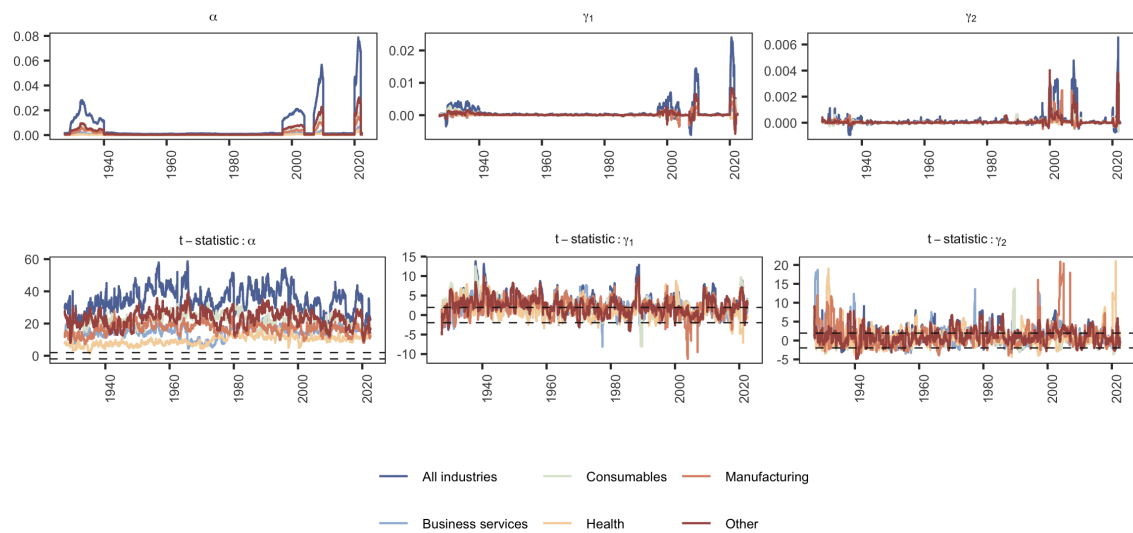 α
γ₁
γ₂
0.08
0.06
0.04
0.02
0.00
0.02
0.01
0.00
0.006
0.004
0.002
0.000
1940 1960 1980 2000 2020
1940 1960 1980 2000 2020
1940 1960 1980 2000 2020
t − statistic : α
t − statistic : γ₁
t − statistic : γ₂
60
40
20
0
15
10
5
0
-5
-10
20
15
10
5
0
-5
1940 1960 1980 2000 2020
1940 1960 1980 2000 2020
1940 1960 1980 2000 2020
All industries Consumables Manufacturing
Business services Health Other